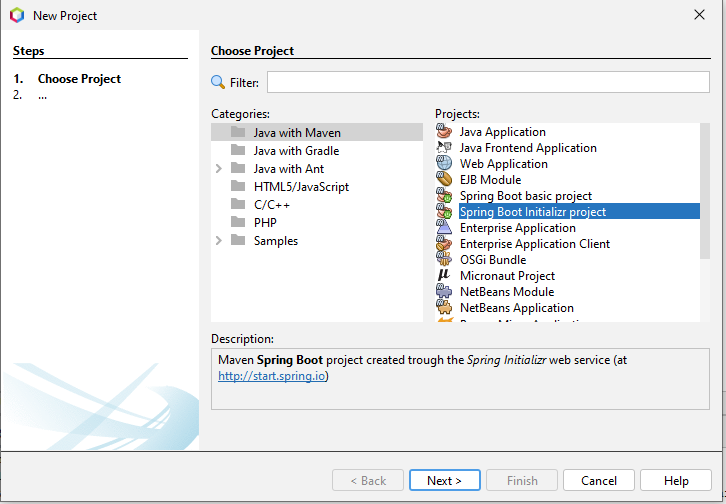 New Project
Steps
1. Choose Project
2. ...
Choose Project
Filter:
Categories:
Java with Maven
Java with Gradle
Java with Ant
HTML5/JavaScript
C/C++
PHP
Samples
Projects:
Java Application
Java Frontend Application
Web Application
EJB Module
Spring Boot basic project
Spring Boot Initializr project
Enterprise Application
Enterprise Application Client
OSGi Bundle
Micronaut Project
NetBeans Module
NetBeans Application
Description:
Maven Spring Boot project created trough the Spring Initializr web service (at
http://start.spring.io)
< Back
Next >
Finish
Cancel
Help